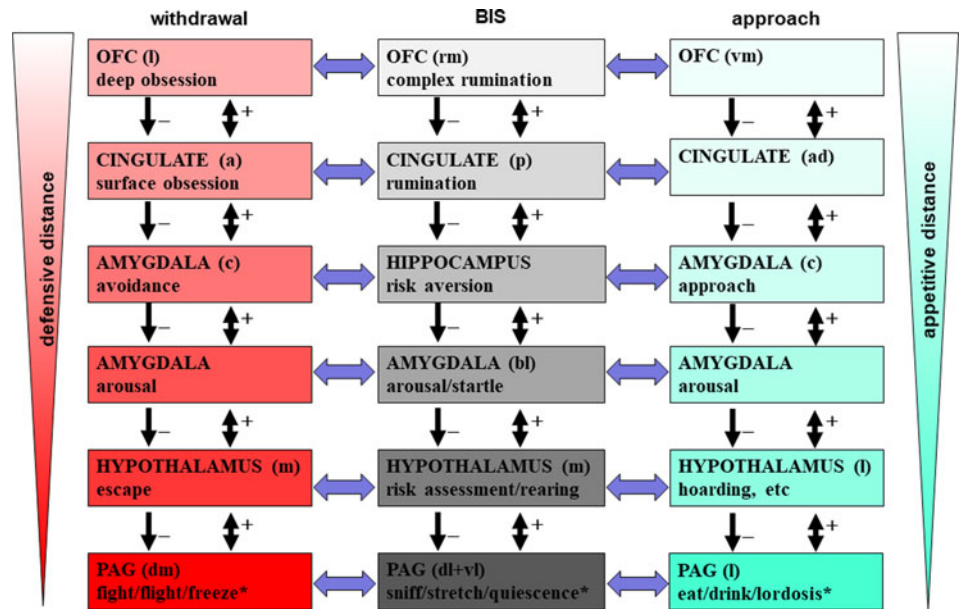 withdrawal BIS approach
OFC (l) OFC (rm) OFC (vm)
deep obsession complex rumination
− + − + − +
CINGULATE (a) CINGULATE (p) CINGULATE (ad)
surface obsession rumination
− + − + − +
AMYGDALA (c) HIPPOCAMPUS AMYGDALA (c)
avoidance risk aversion approach
defensive distance appetitive distance
− + − + − +
AMYGDALA AMYGDALA (bl) AMYGDALA
arousal arousal/startle arousal
− + − + − +
HYPOTHALAMUS (m) HYPOTHALAMUS (m) HYPOTHALAMUS (l)
escape risk assessment/rearing hoarding, etc
− + − + − +
PAG (dm) PAG (dl+vl) PAG (l)
fight/flight/freeze* sniff/stretch/quiescence* eat/drink/lordosis*